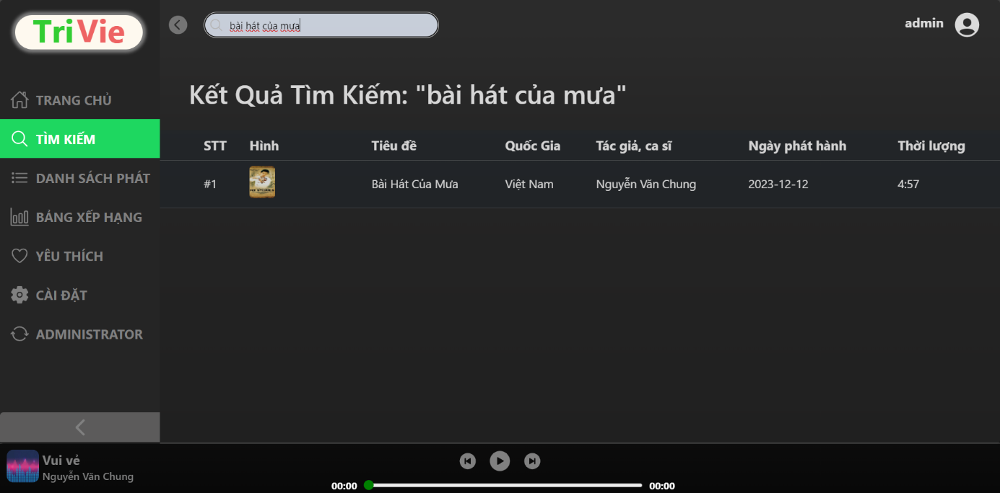 TriVie
bài hát của mưa
admin
TRANG CHỦ
TÌM KIẾM
DANH SÁCH PHÁT
BẢNG XẾP HẠNG
YÊU THÍCH
CÀI ĐẶT
ADMINISTRATOR
Kết Quả Tìm Kiếm: "bài hát của mưa"
STT Hình Tiêu đề Quốc Gia Tác giả, ca sĩ Ngày phát hành Thời lượng
#1 Bài Hát Của Mưa Việt Nam Nguyễn Văn Chung 2023-12-12 4:57
Vui vẻ
Nguyễn Văn Chung
00:00 00:00